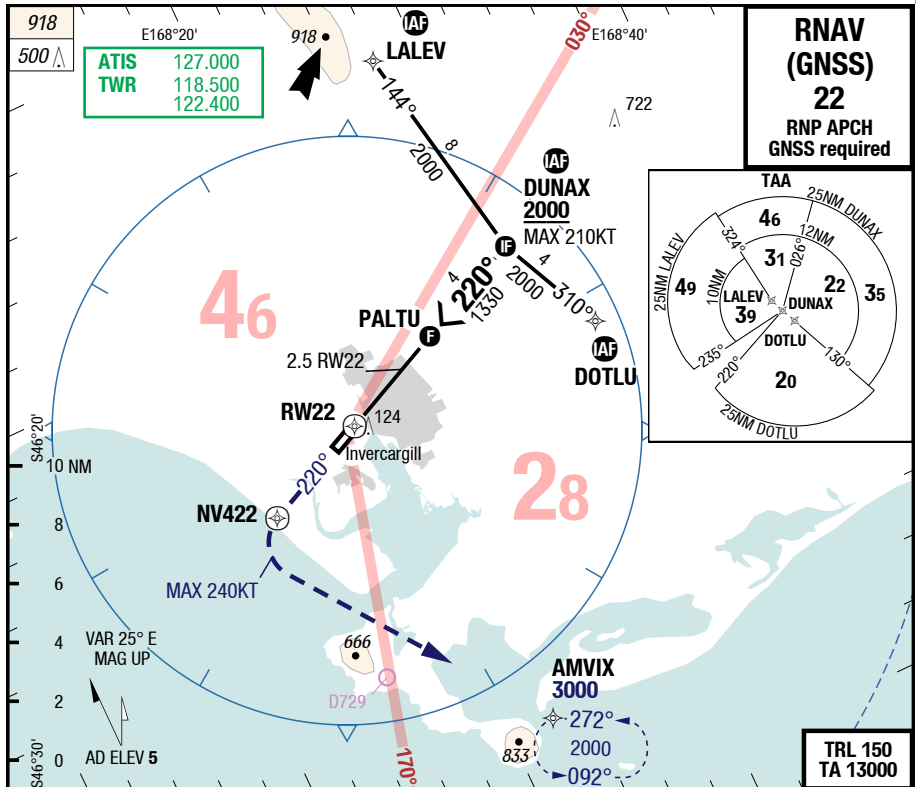 918
500
E168°20'
918
IAF
LALEV
030°
E168°40'
RNAV
(GNSS)
22
RNP APCH
GNSS required
ATIS 127.000
TWR 118.500
122.400
144°
8
2000
722
IAF
DUNAX
2000
MAX 210KT
IF
4
2000
310°
IAF
DOTLU
TAA
25NM DUNAX
46
324°
12NM
026°
31
22
35
25NM LALEV
49
10NM
LALEV
39
DUNAX
DOTLU
235°
220°
130°
20
25NM DOTLU
46
4
220°
1330
PALTU
F
2.5 RW22
RW22
124
Invercargill
S46°20'
10 NM
220°
28
NV422
8
MAX 240KT
6
VAR 25° E
MAG UP
4
666
D729
AMVIX
3000
2
272°
2000
092°
833
AD ELEV 5
0
S46°30'
170°
TRL 150
TA 13000